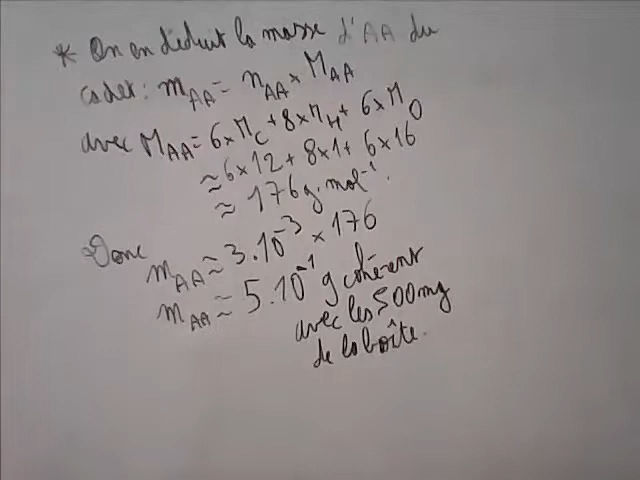 * On en déduit la masse d'AA du
cachet : m_AA = n_AA × M_AA
avec M_AA = 6×M_C + 8×M_H + 6×M_O
≈ 6×12 + 8×1 + 6×16
≈ 176 g.mol⁻¹.
Donc m_AA ≈ 3.10⁻³ × 176
m_AA ≈ 5.10⁻¹ g cohérent
avec les 500mg
de la boîte.